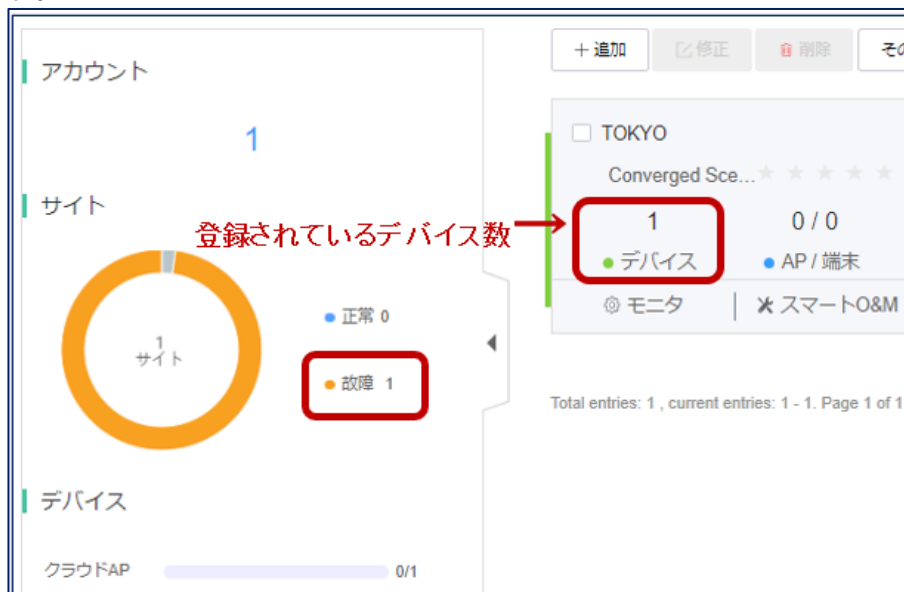 アカウント
1
サイト
1
サイト
正常 0
故障 1
デバイス
クラウドAP 0/1
登録されているデバイス数
＋追加 修正 削除
TOKYO
Converged Sce...
1 0 / 0
デバイス AP / 端末
モニタ スマートO&M
Total entries: 1 , current entries: 1 - 1. Page 1 of 1